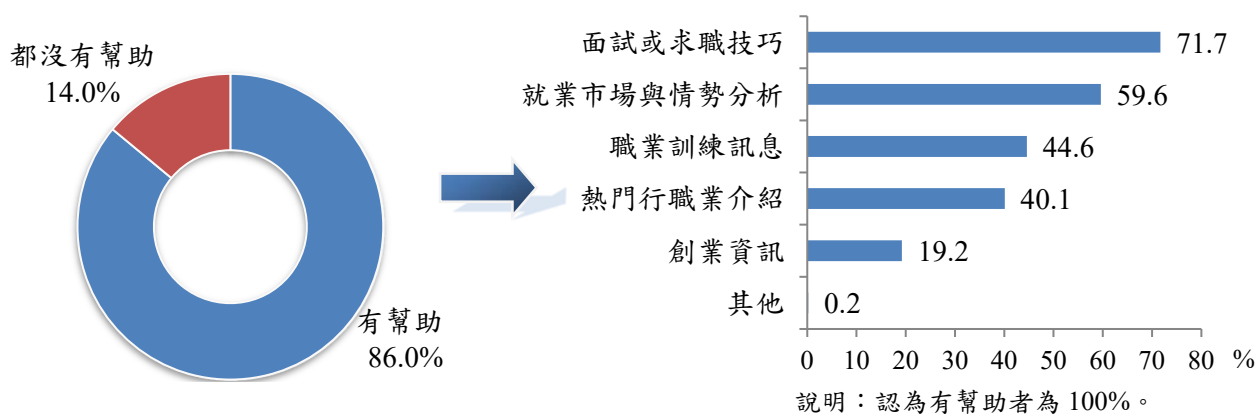 都沒有幫助
14.0%
有幫助
86.0%
面試或求職技巧 71.7
就業市場與情勢分析 59.6
職業訓練訊息 44.6
熱門行職業介紹 40.1
創業資訊 19.2
其他 0.2
0 10 20 30 40 50 60 70 80 %
說明：認為有幫助者為 100%。